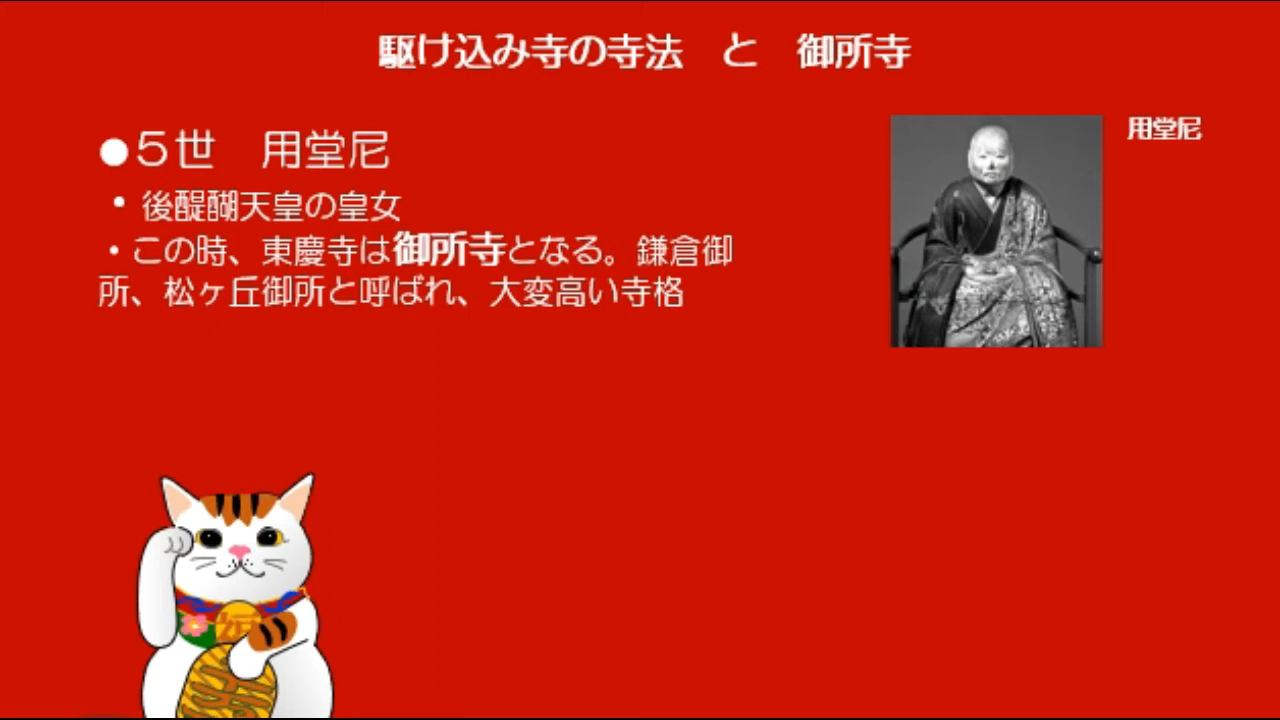 駆け込み寺の寺法　と　御所寺
●５世　用堂尼
用堂尼
・後醍醐天皇の皇女
・この時、東慶寺は御所寺となる。鎌倉御
所、松ヶ丘御所と呼ばれ、大変高い寺格